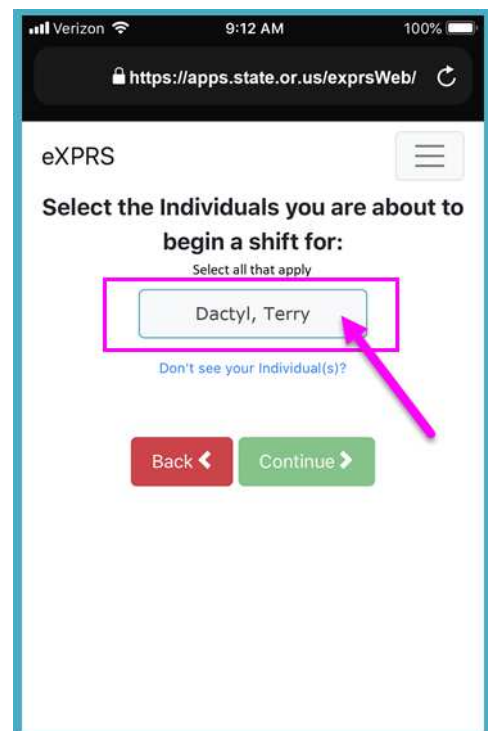 Verizon 9:12 AM 100%
https://apps.state.or.us/exprsWeb/
eXPRS
Select the Individuals you are about to
begin a shift for:
Select all that apply
Dactyl, Terry
Don't see your Individual(s)?
Back Continue